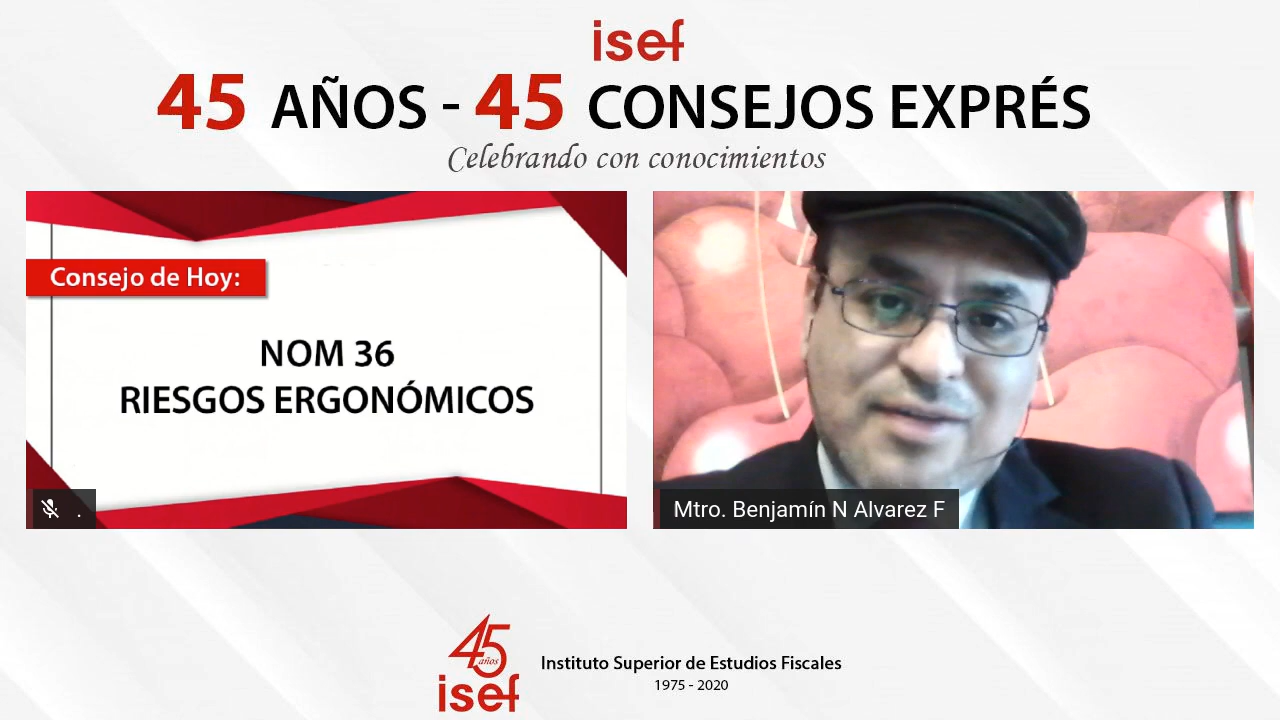 isef
45 AÑOS - 45 CONSEJOS EXPRÉS
Celebrando con conocimientos
Consejo de Hoy:
NOM 36
RIESGOS ERGONÓMICOS
.
Mtro. Benjamín N Alvarez F
45
años
isef
Instituto Superior de Estudios Fiscales
1975 - 2020